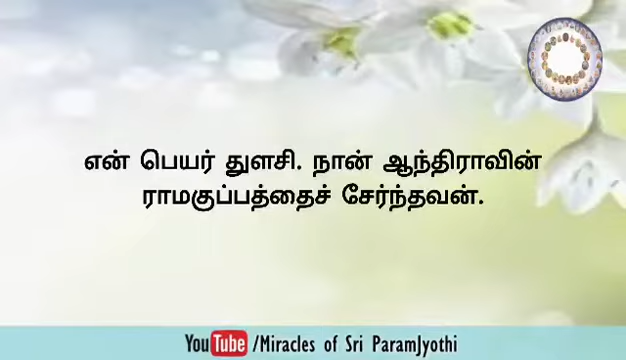 என் பெயர் துளசி. நான் ஆந்திராவின்
ராமகுப்பத்தைச் சேர்ந்தவன்.
YouTube /Miracles of Sri ParamJyothi